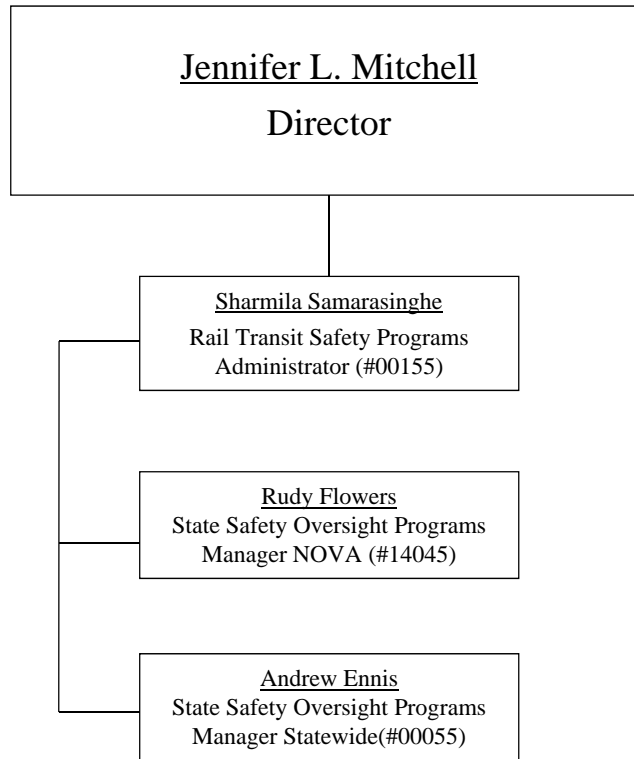 Jennifer L. Mitchell
Director
Sharmila Samarasinghe
Rail Transit Safety Programs
Administrator (#00155)
Rudy Flowers
State Safety Oversight Programs
Manager NOVA (#14045)
Andrew Ennis
State Safety Oversight Programs
Manager Statewide(#00055)